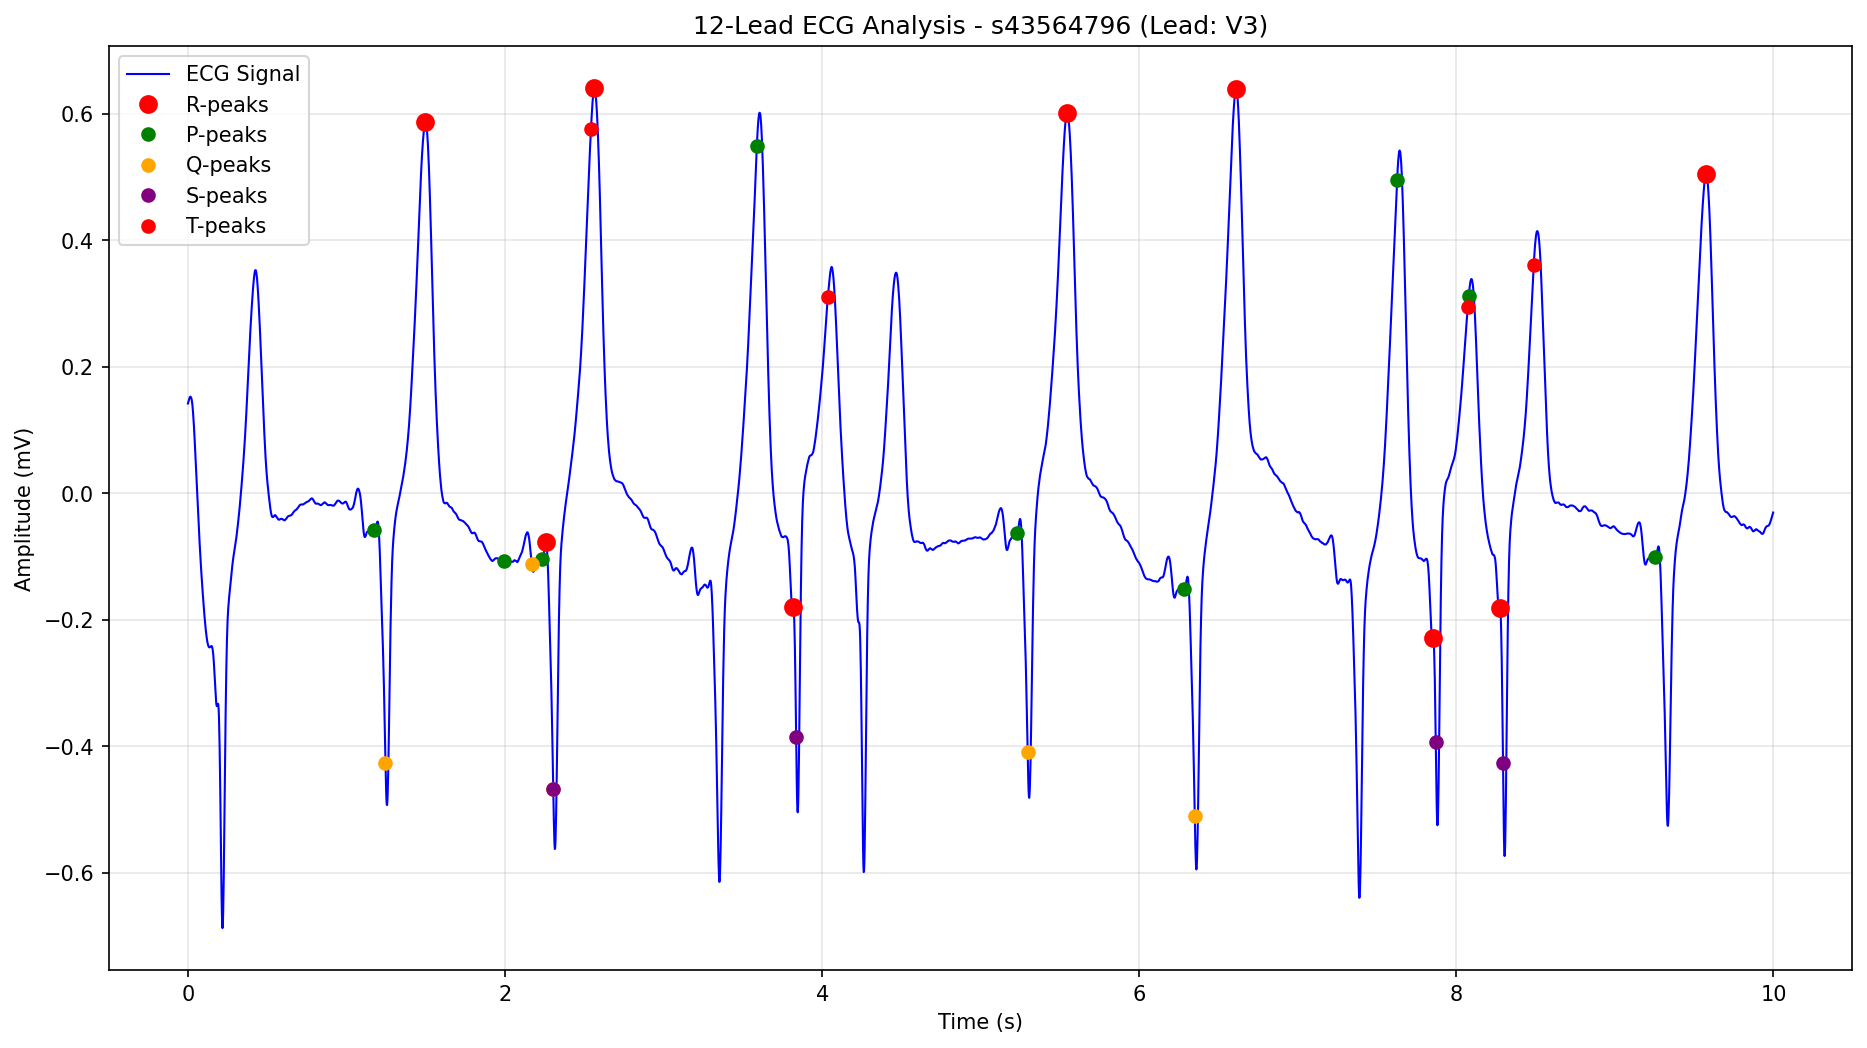 12-Lead ECG Analysis - s43564796 (Lead: V3)
ECG Signal
R-peaks
P-peaks
Q-peaks
S-peaks
T-peaks
Amplitude (mV)
0.6
0.4
0.2
0.0
−0.2
−0.4
−0.6
0 2 4 6 8 10
Time (s)